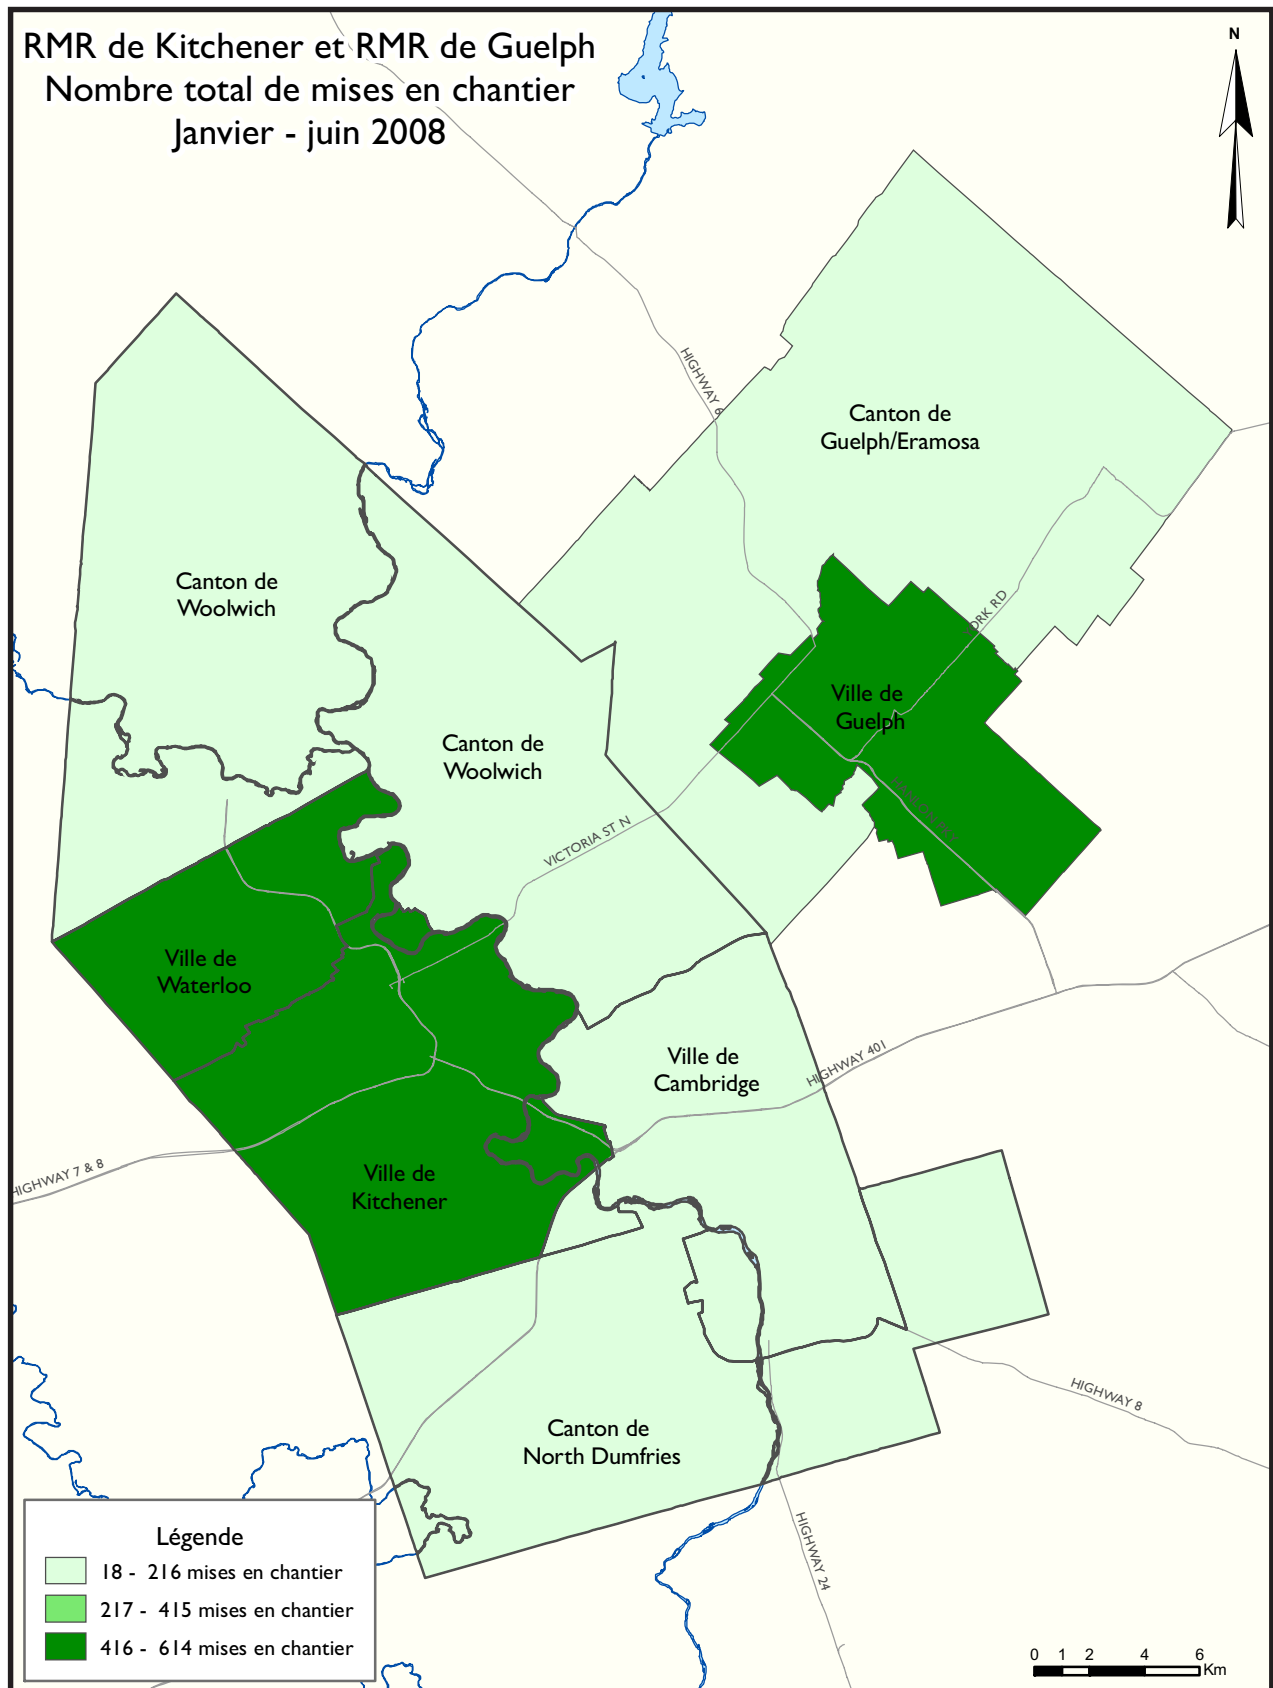 RMR de Kitchener et RMR de Guelph
Nombre total de mises en chantier
Janvier - juin 2008
N
HIGHWAY 6
Canton de
Guelph/Eramosa
Canton de
Woolwich
YORK RD
Ville de
Guelph
Canton de
Woolwich
HANLON PKY
VICTORIA ST N
Ville de
Waterloo
Ville de
Cambridge
HIGHWAY 401
HIGHWAY 7 & 8
Ville de
Kitchener
HIGHWAY 8
Canton de
North Dumfries
HIGHWAY 24
Légende
18 - 216 mises en chantier
217 - 415 mises en chantier
416 - 614 mises en chantier
0 1 2 4 6
Km